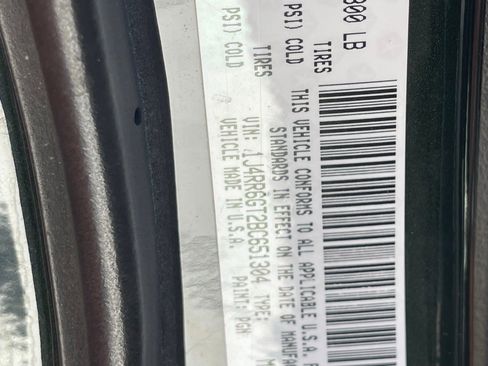 800 LB
TIRES
PSI) COLD
TIRES
PSI) COLD
THIS VEHICLE CONFORMS TO ALL APPLICABLE U.S.A.
STANDARDS IN EFFECT ON THE DATE OF MANUFA
VIN: 1J4RR6GT2BC651304 TYPE:
VEHICLE MADE IN U.S.A. PAINT: PGH